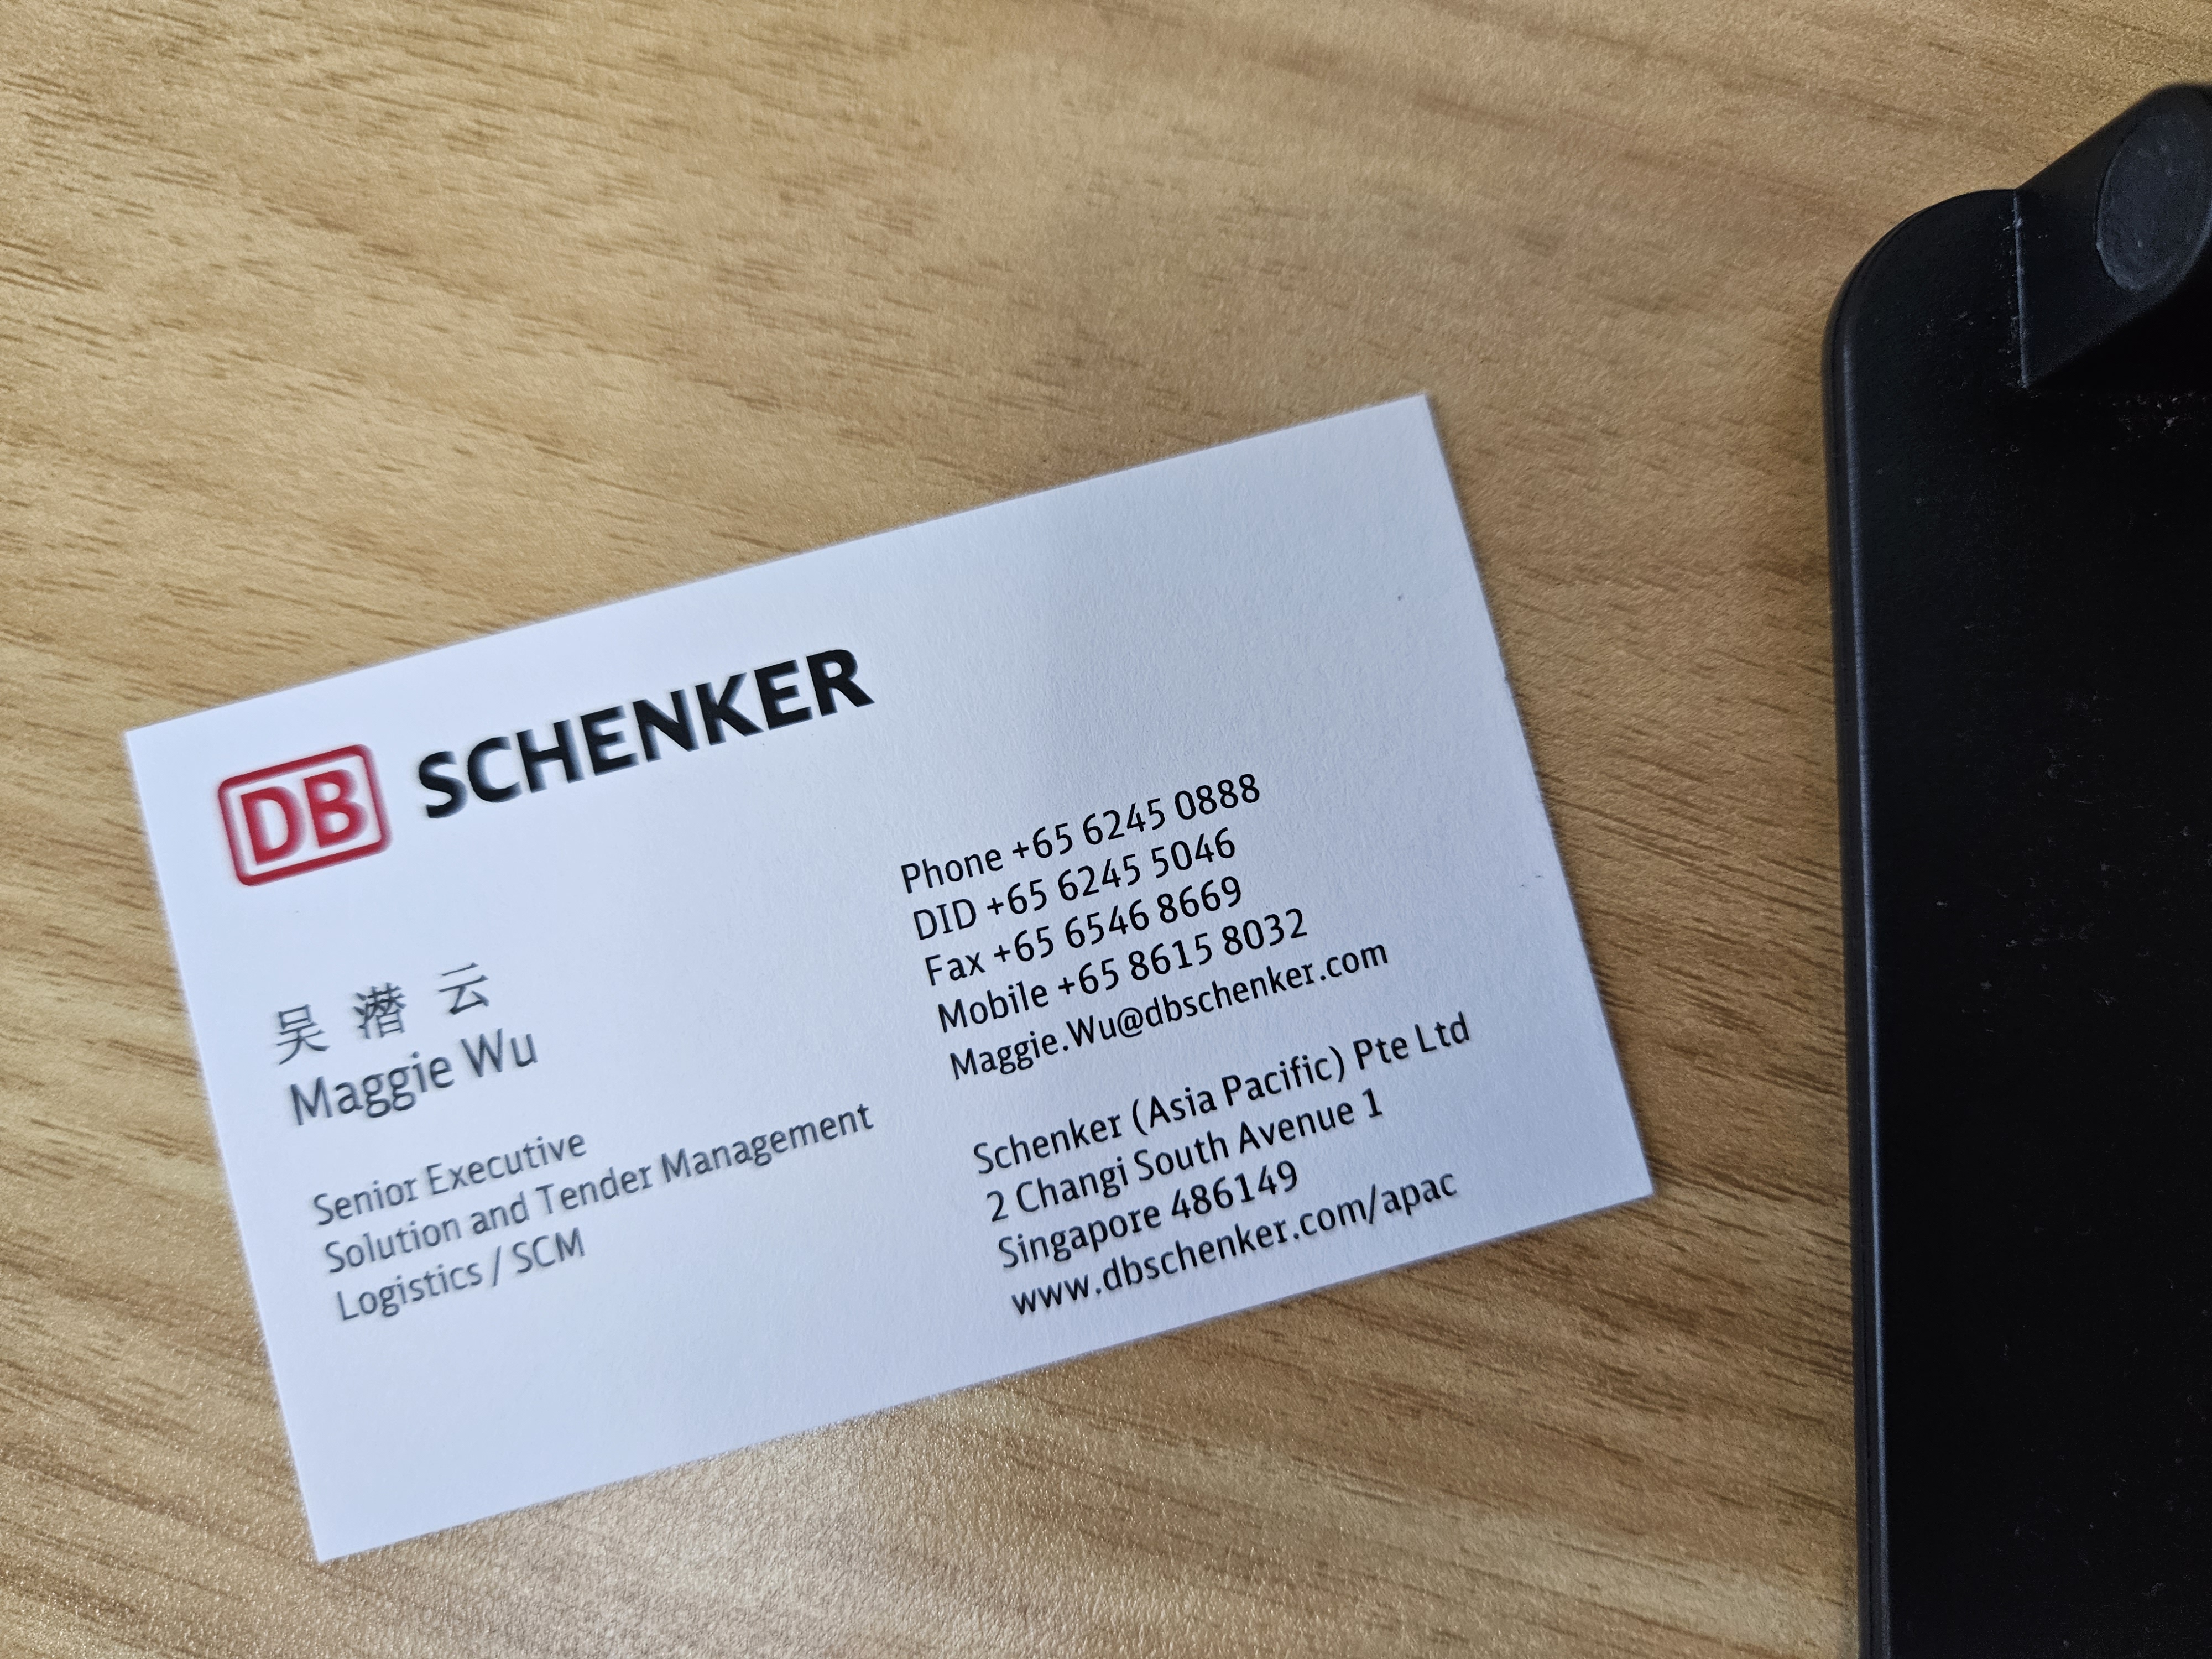 DB SCHENKER
吴 潜 云
Maggie Wu
Senior Executive
Solution and Tender Management
Logistics / SCM
Phone +65 6245 0888
DID +65 6245 5046
Fax +65 6546 8669
Mobile +65 8615 8032
Maggie.Wu@dbschenker.com
Schenker (Asia Pacific) Pte Ltd
2 Changi South Avenue 1
Singapore 486149
www.dbschenker.com/apac